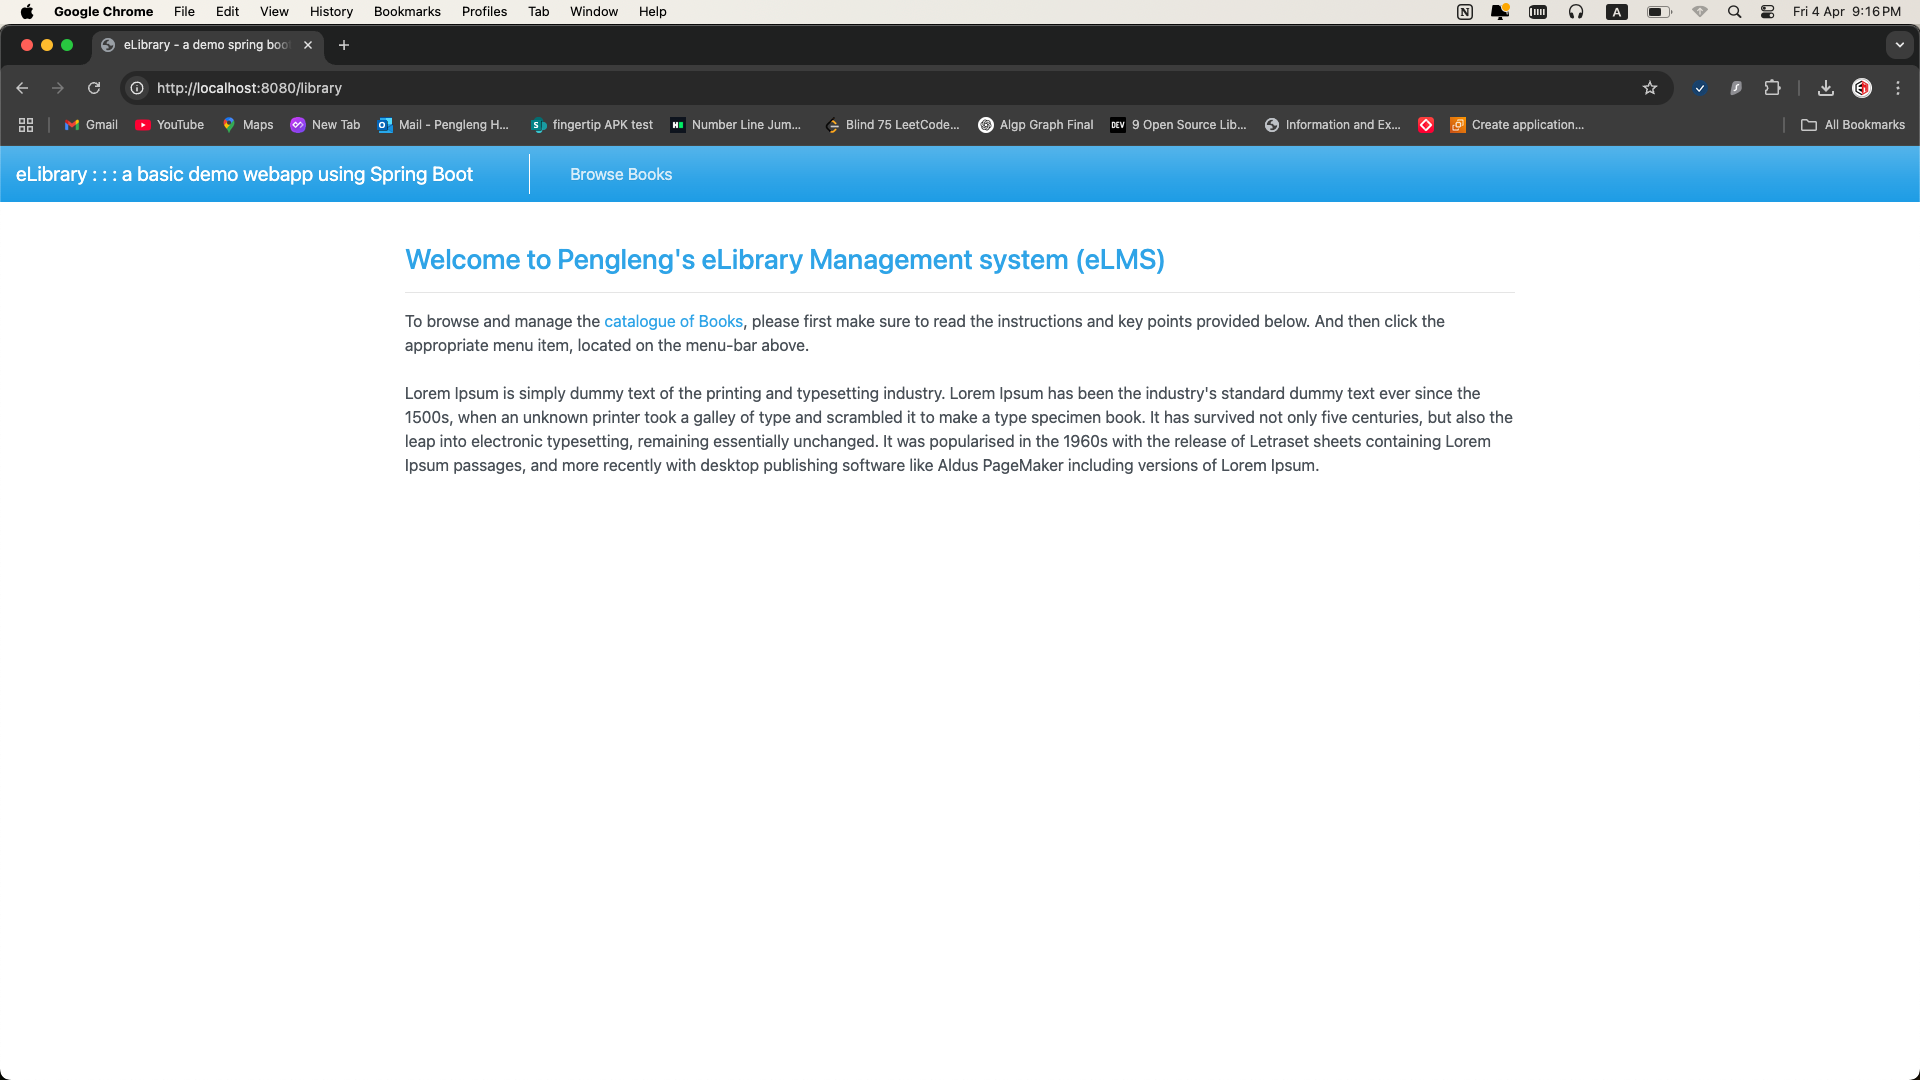 Google Chrome File Edit View History Bookmarks Profiles Tab Window Help A Fri 4 Apr 9:16 PM
eLibrary - a demo spring boo
http://localhost:8080/library
Gmail YouTube Maps New Tab Mail - Pengleng H... fingertip APK test Number Line Jum... Blind 75 LeetCode... Algp Graph Final DEV 9 Open Source Lib... Information and Ex... Create application... All Bookmarks
eLibrary : : : a basic demo webapp using Spring Boot Browse Books
Welcome to Pengleng's eLibrary Management system (eLMS)
To browse and manage the catalogue of Books, please first make sure to read the instructions and key points provided below. And then click the
appropriate menu item, located on the menu-bar above.
Lorem Ipsum is simply dummy text of the printing and typesetting industry. Lorem Ipsum has been the industry's standard dummy text ever since the
1500s, when an unknown printer took a galley of type and scrambled it to make a type specimen book. It has survived not only five centuries, but also the
leap into electronic typesetting, remaining essentially unchanged. It was popularised in the 1960s with the release of Letraset sheets containing Lorem
Ipsum passages, and more recently with desktop publishing software like Aldus PageMaker including versions of Lorem Ipsum.